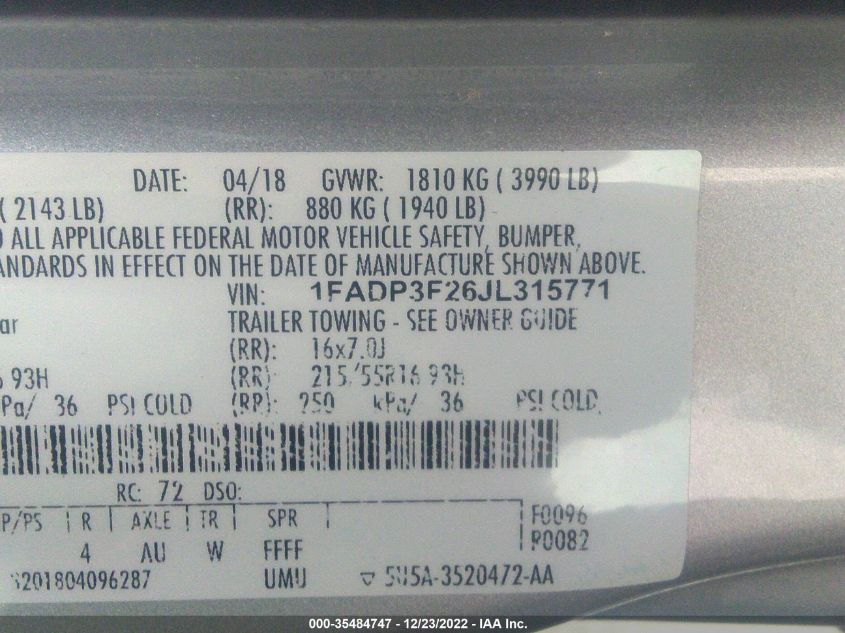 DATE: 04/18 GVWR: 1810 KG ( 3990 LB)
( 2143 LB) (RR): 880 KG ( 1940 LB)
ALL APPLICABLE FEDERAL MOTOR VEHICLE SAFETY, BUMPER,
ANDARDS IN EFFECT ON THE DATE OF MANUFACTURE SHOWN ABOVE.
VIN: 1FADP3F26JL315771
ar TRAILER TOWING - SEE OWNER GUIDE
(RR): 16x7.0J
93H (RR): 215/55R16 93H
Pa/ 36 PSI COLD (RR): 250 kPa/ 36 PSI COLD
RC: 72 DSO:
P/PS R AXLE TR SPR F0096
4 AU W FFFF R0082
S201804096287 UMU ▽ 5U5A-3520472-AA
000-35484747 - 12/23/2022 - IAA Inc.